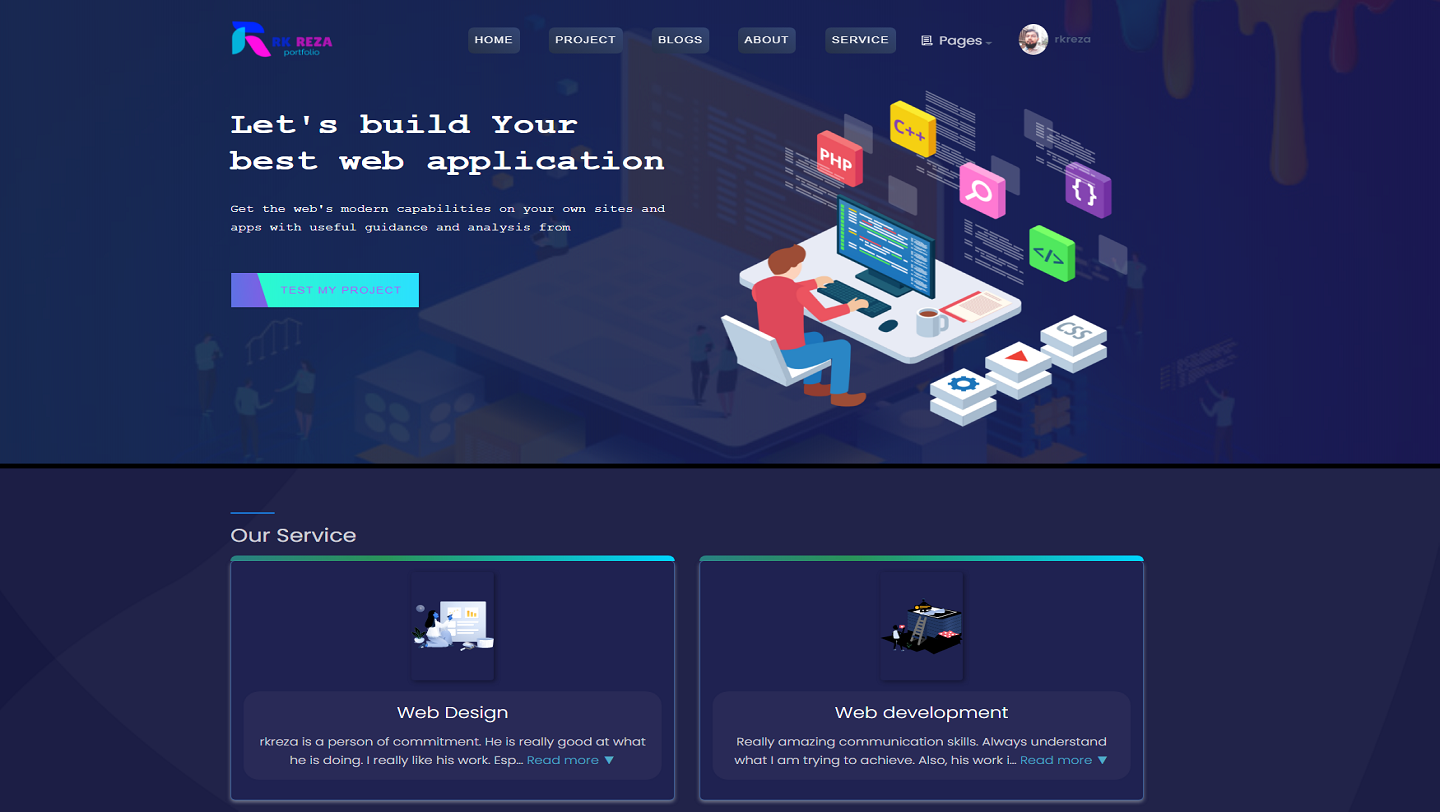 RK REZA
portfolio
HOME PROJECT BLOGS ABOUT SERVICE Pages rkreza
Let's build Your
best web application
Get the web's modern capabilities on your own sites and
apps with useful guidance and analysis from
TEST MY PROJECT
C++
PHP
{ }
</>
CSS
Our Service
Web Design
rkreza is a person of commitment. He is really good at what
he is doing. I really like his work. Esp... Read more ▼
Web development
Really amazing communication skills. Always understand
what I am trying to achieve. Also, his work i... Read more ▼